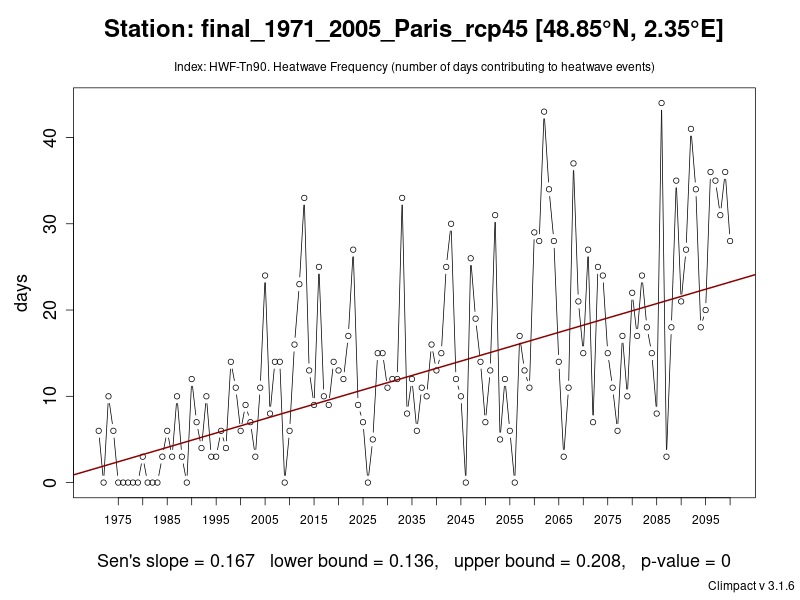 Station: final_1971_2005_Paris_rcp45 [48.85°N, 2.35°E]
Index: HWF-Tn90. Heatwave Frequency (number of days contributing to heatwave events)
40
30
20
10
0
days
1975 1985 1995 2005 2015 2025 2035 2045 2055 2065 2075 2085 2095
Sen's slope = 0.167 lower bound = 0.136, upper bound = 0.208, p-value = 0
Climpact v 3.1.6